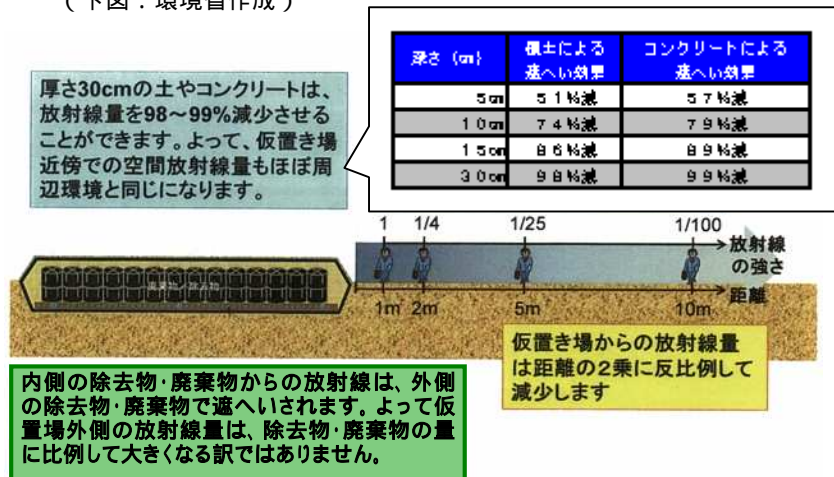 （下図：環境省作成）
深さ（cm） 覆土による遮へい効果 コンクリートによる遮へい効果
5cm 51%減 57%減
10cm 74%減 79%減
15cm 86%減 89%減
30cm 98%減 99%減
厚さ30cmの土やコンクリートは、
放射線量を98～99%減少させる
ことができます。よって、仮置き場
近傍での空間放射線量もほぼ周
辺環境と同じになります。
1 1/4 1/25 1/100
放射線
の強さ
廃棄物／除去物
距離
1m 2m 5m 10m
仮置き場からの放射線量
は距離の2乗に反比例して
減少します
内側の除去物・廃棄物からの放射線は、外側
の除去物・廃棄物で遮へいされます。よって仮
置場外側の放射線量は、除去物・廃棄物の量
に比例して大きくなる訳ではありません。